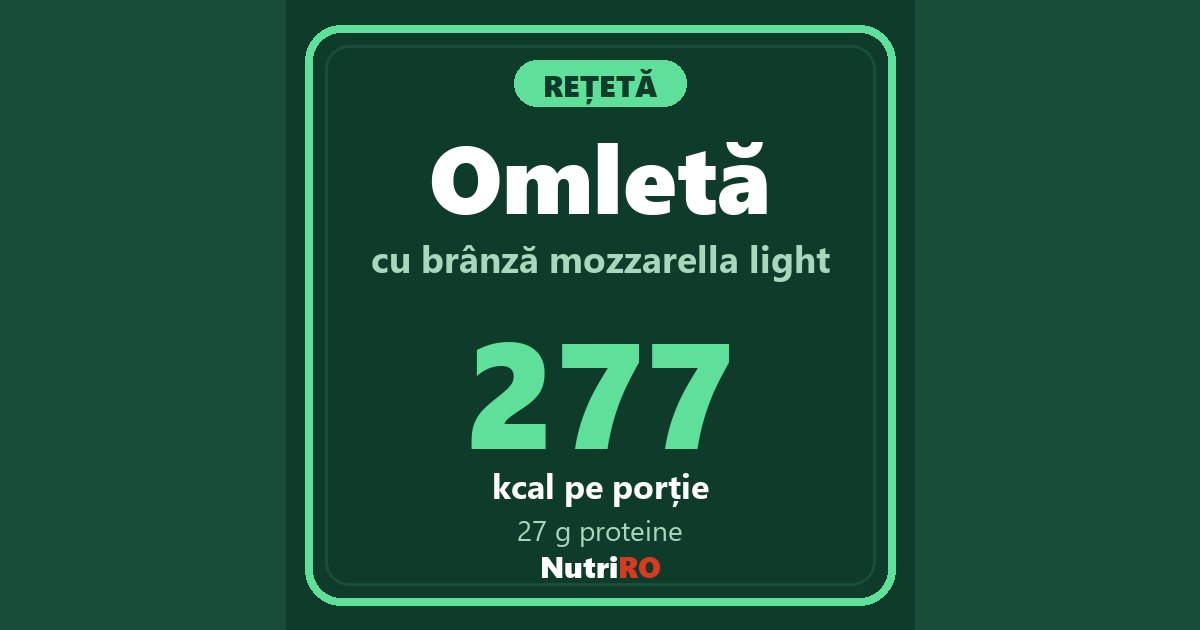 REȚETĂ
Omletă
cu brânză mozzarella light
277
kcal pe porție
27 g proteine
NutriRO